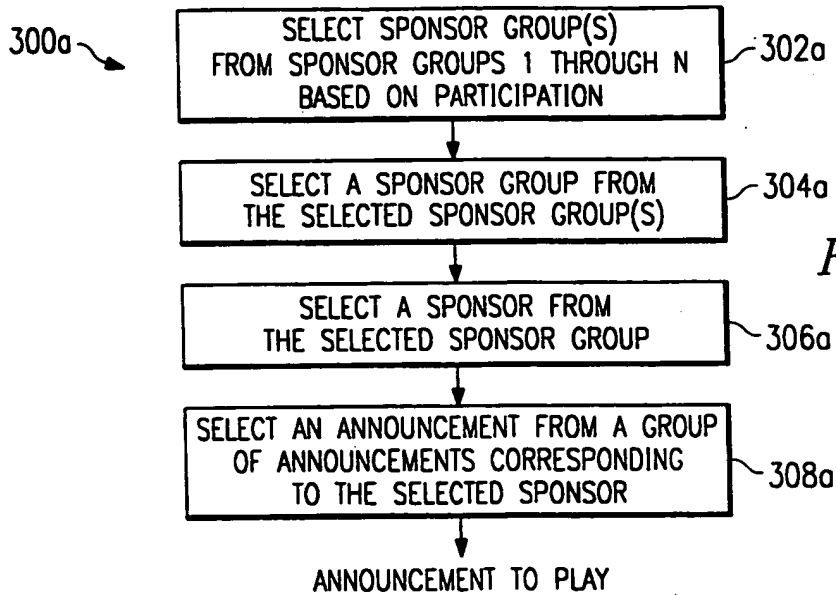 300a
SELECT SPONSOR GROUP(S)
FROM SPONSOR GROUPS 1 THROUGH N
BASED ON PARTICIPATION
302a
SELECT A SPONSOR GROUP FROM
THE SELECTED SPONSOR GROUP(S)
304a
SELECT A SPONSOR FROM
THE SELECTED SPONSOR GROUP
306a
SELECT AN ANNOUNCEMENT FROM A GROUP
OF ANNOUNCEMENTS CORRESPONDING
TO THE SELECTED SPONSOR
308a
ANNOUNCEMENT TO PLAY